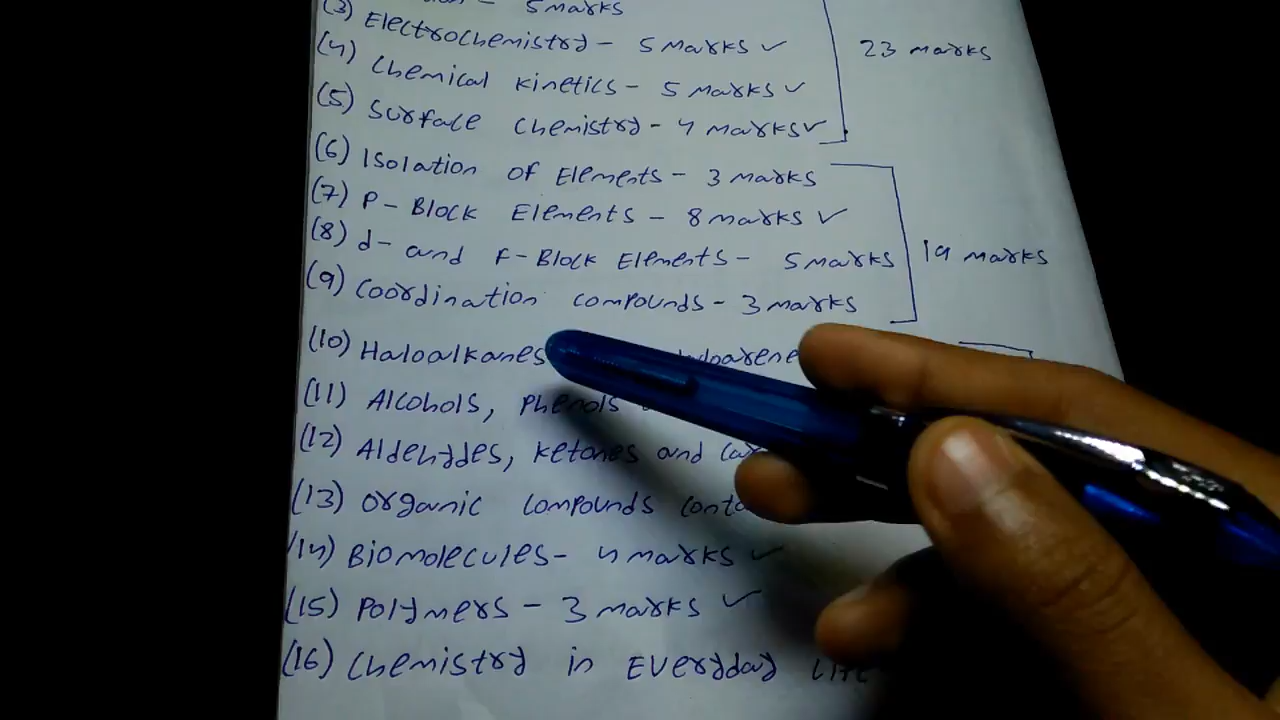 (3) 5 marks
(4) Electrochemistry - 5 marks ✓
23 marks
Chemical kinetics - 5 marks ✓
(5) Surface Chemistry - 4 marks ✓
(6) Isolation of Elements - 3 marks
(7) P-Block Elements - 8 marks ✓
(8) d- and F-Block Elements - 5 marks
19 marks
(9) Coordination compounds - 3 marks
(10) Haloalkanes
(11) Alcohols, Phenols
(12) Aldehydes, ketones and
(13) organic compounds
(14) Biomolecules - 4 marks ✓
(15) Polymers - 3 marks ✓
(16) Chemistry in Everyday Life